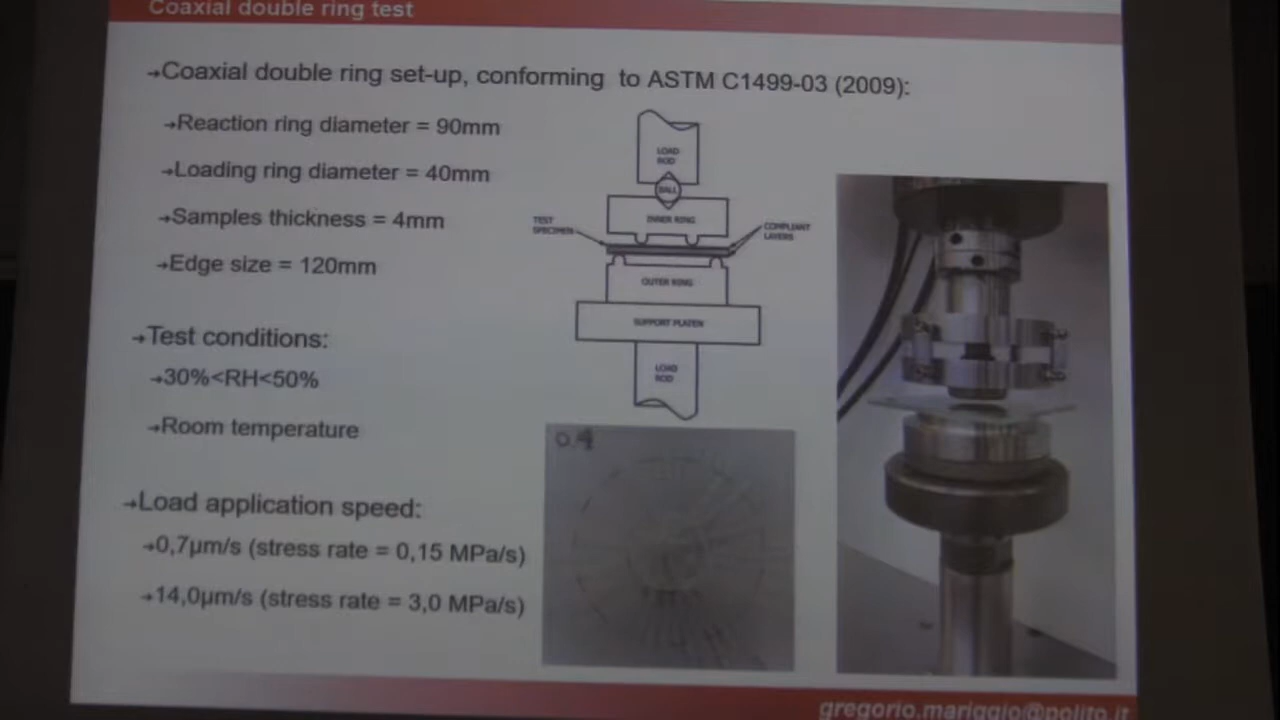 Coaxial double ring test
→Coaxial double ring set-up, conforming to ASTM C1499-03 (2009):
→Reaction ring diameter = 90mm
→Loading ring diameter = 40mm
→Samples thickness = 4mm
→Edge size = 120mm
→Test conditions:
→30%<RH<50%
→Room temperature
→Load application speed:
→0,7µm/s (stress rate = 0,15 MPa/s)
→14,0µm/s (stress rate = 3,0 MPa/s)
LOAD
ROD
BALL
INNER RING
TEST
SPECIMEN
COMPLIANT
LAYERS
OUTER RING
SUPPORT PLATEN
LOAD
ROD
0.4
gregorio.mariggio@polito.it